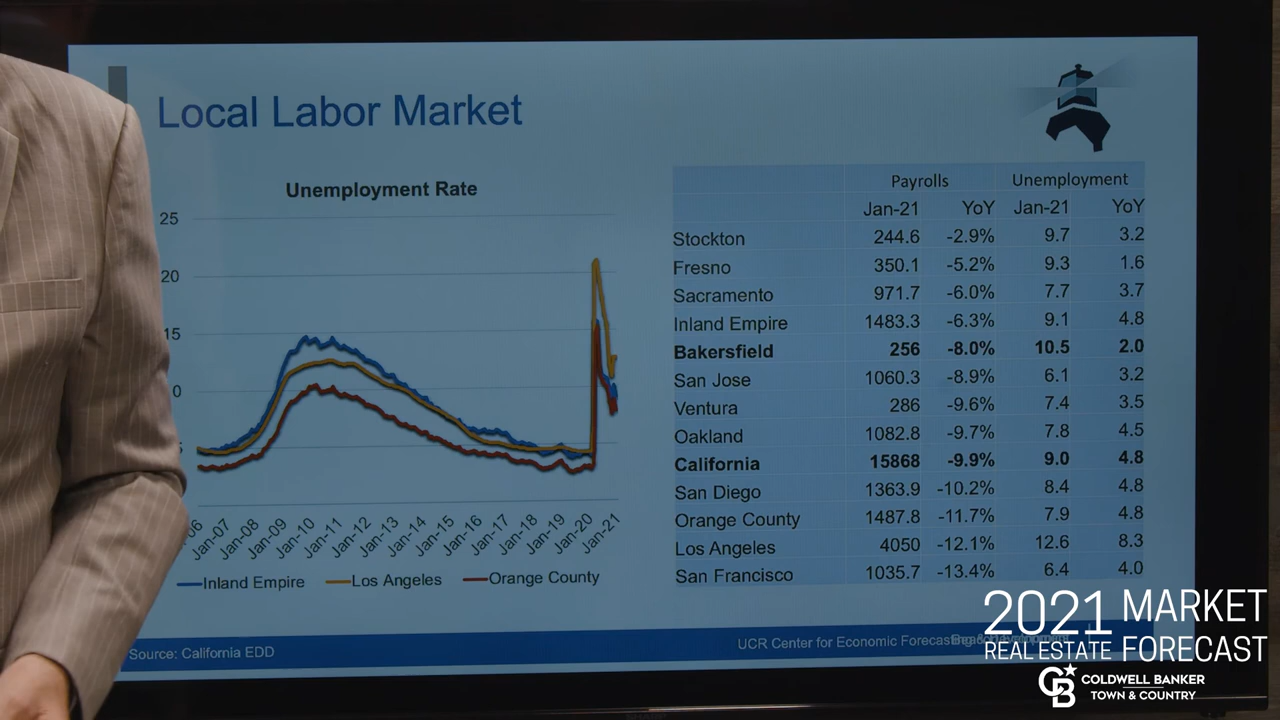 Local Labor Market
Unemployment Rate
25
20
15
0
5
Jan-07 Jan-08 Jan-09 Jan-10 Jan-11 Jan-12 Jan-13 Jan-14 Jan-15 Jan-16 Jan-17 Jan-18 Jan-19 Jan-20 Jan-21
Inland Empire Los Angeles Orange County
Payrolls Unemployment
Jan-21 YoY Jan-21 YoY
Stockton 244.6 -2.9% 9.7 3.2
Fresno 350.1 -5.2% 9.3 1.6
Sacramento 971.7 -6.0% 7.7 3.7
Inland Empire 1483.3 -6.3% 9.1 4.8
Bakersfield 256 -8.0% 10.5 2.0
San Jose 1060.3 -8.9% 6.1 3.2
Ventura 286 -9.6% 7.4 3.5
Oakland 1082.8 -9.7% 7.8 4.5
California 15868 -9.9% 9.0 4.8
San Diego 1363.9 -10.2% 8.4 4.8
Orange County 1487.8 -11.7% 7.9 4.8
Los Angeles 4050 -12.1% 12.6 8.3
San Francisco 1035.7 -13.4% 6.4 4.0
Source: California EDD
UCR Center for Economic Forecasting & Development
2021 MARKET
REAL ESTATE FORECAST
CB COLDWELL BANKER
TOWN & COUNTRY